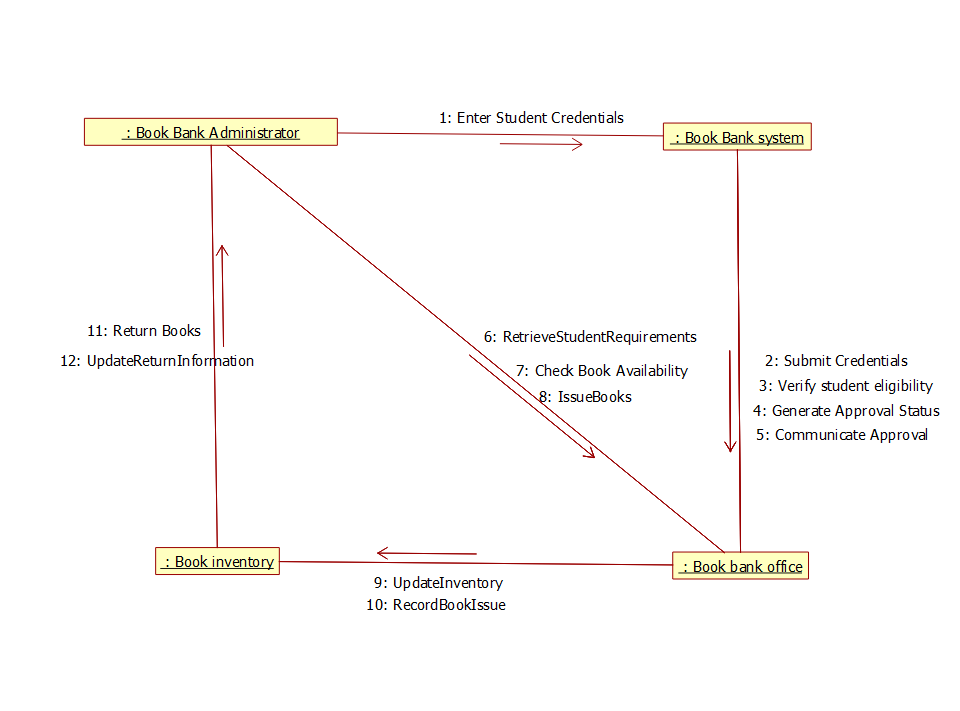 1: Enter Student Credentials
: Book Bank Administrator
: Book Bank system
11: Return Books
12: UpdateReturnInformation
6: RetrieveStudentRequirements
7: Check Book Availability
8: IssueBooks
2: Submit Credentials
3: Verify student eligibility
4: Generate Approval Status
5: Communicate Approval
: Book inventory
: Book bank office
9: UpdateInventory
10: RecordBookIssue